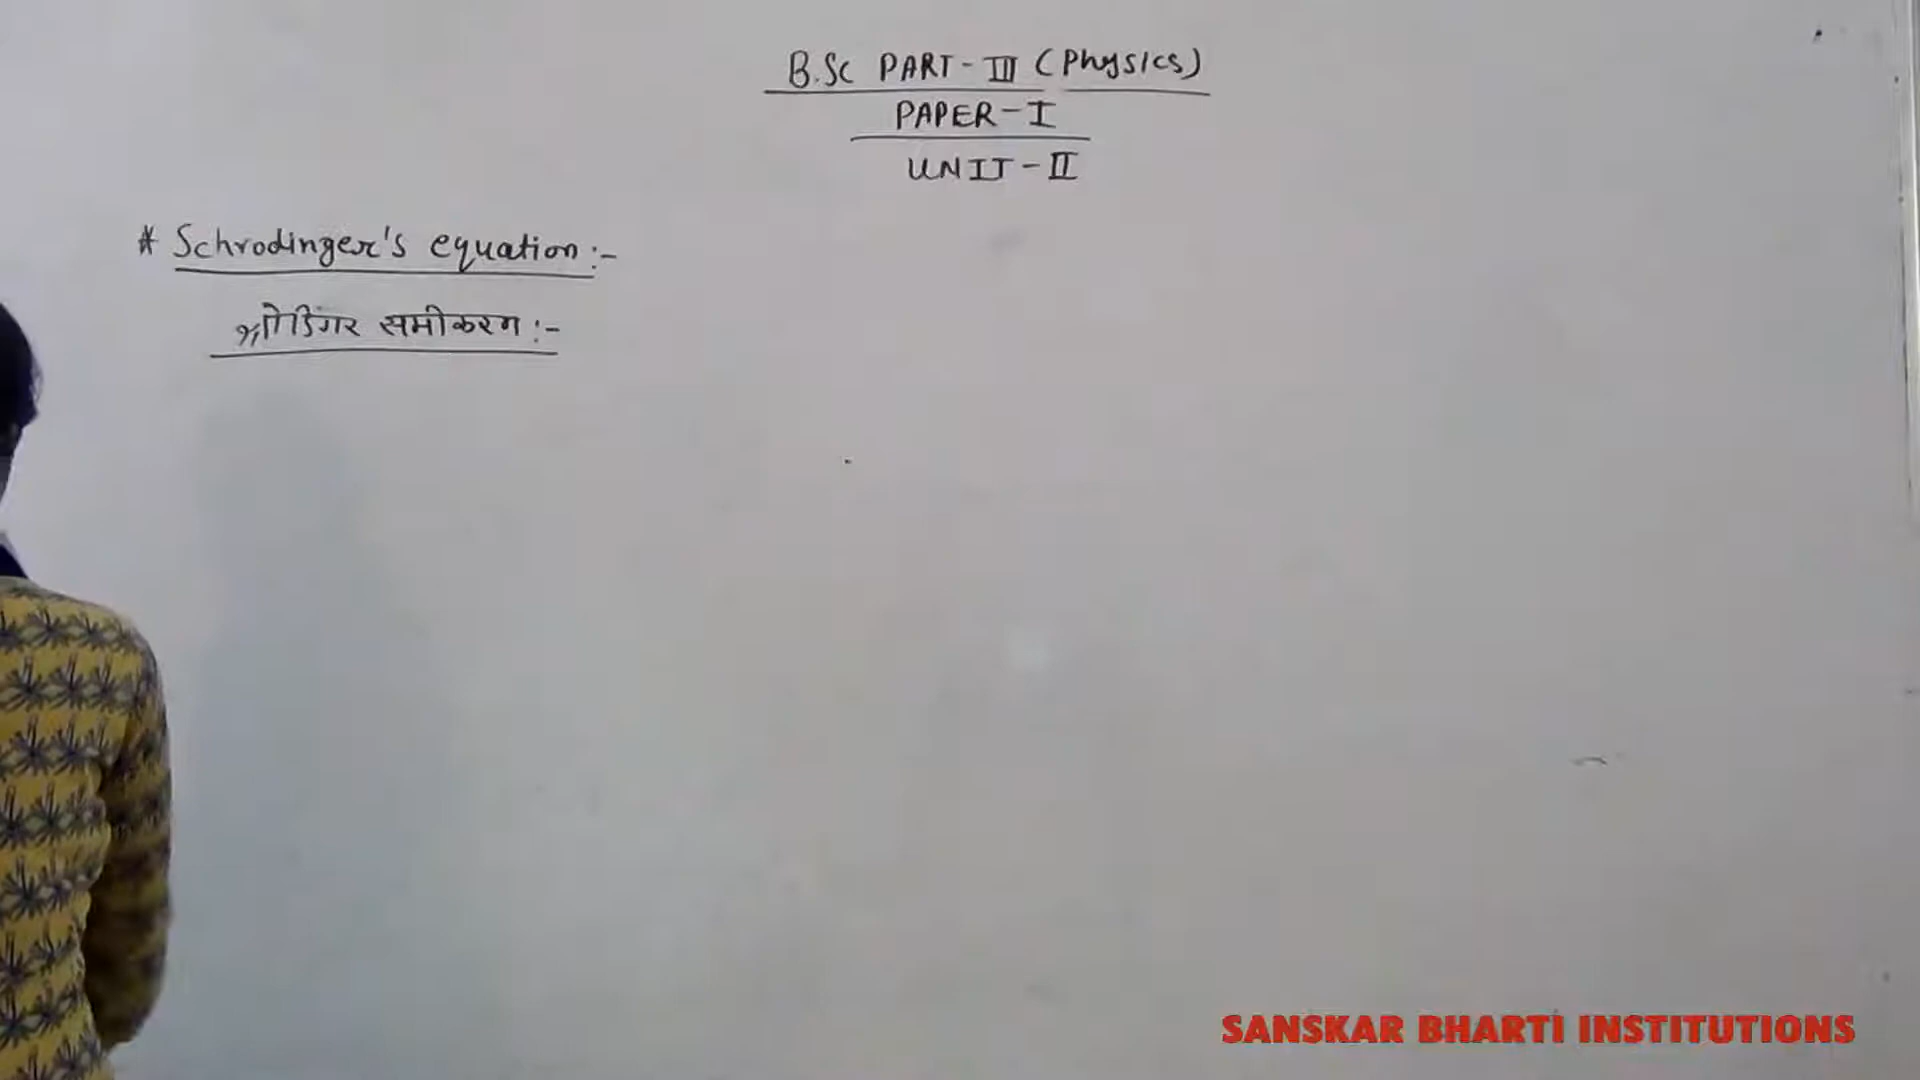 B.Sc PART-III (Physics)
PAPER-I
UNIT-II
* Schrodinger's equation:-
श्रोडिंगर समीकरण:-
SANSKAR BHARTI INSTITUTIONS